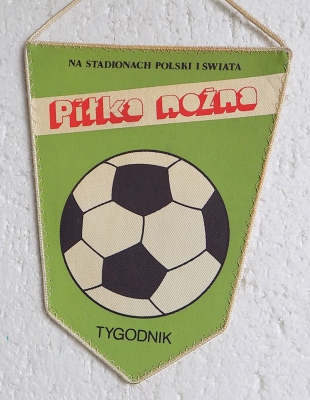 NA STADIONACH POLSKI I ŚWIATA
Piłka nożna
TYGODNIK